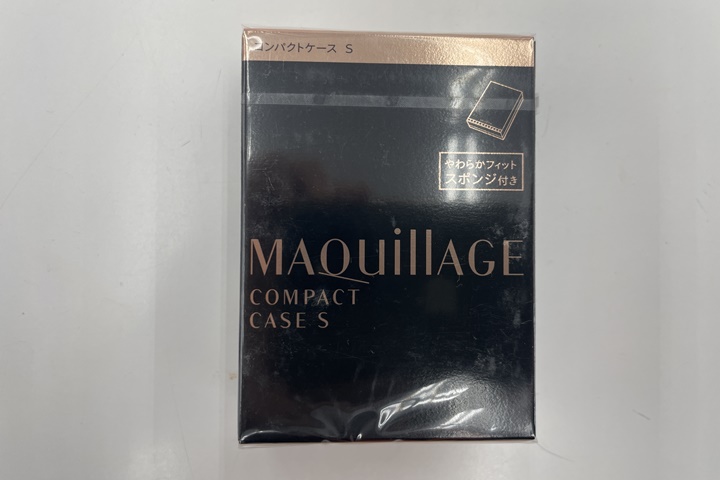 コンパクトケース S
やわらかフィット
スポンジ付き
MAQuillAGE
COMPACT
CASE S